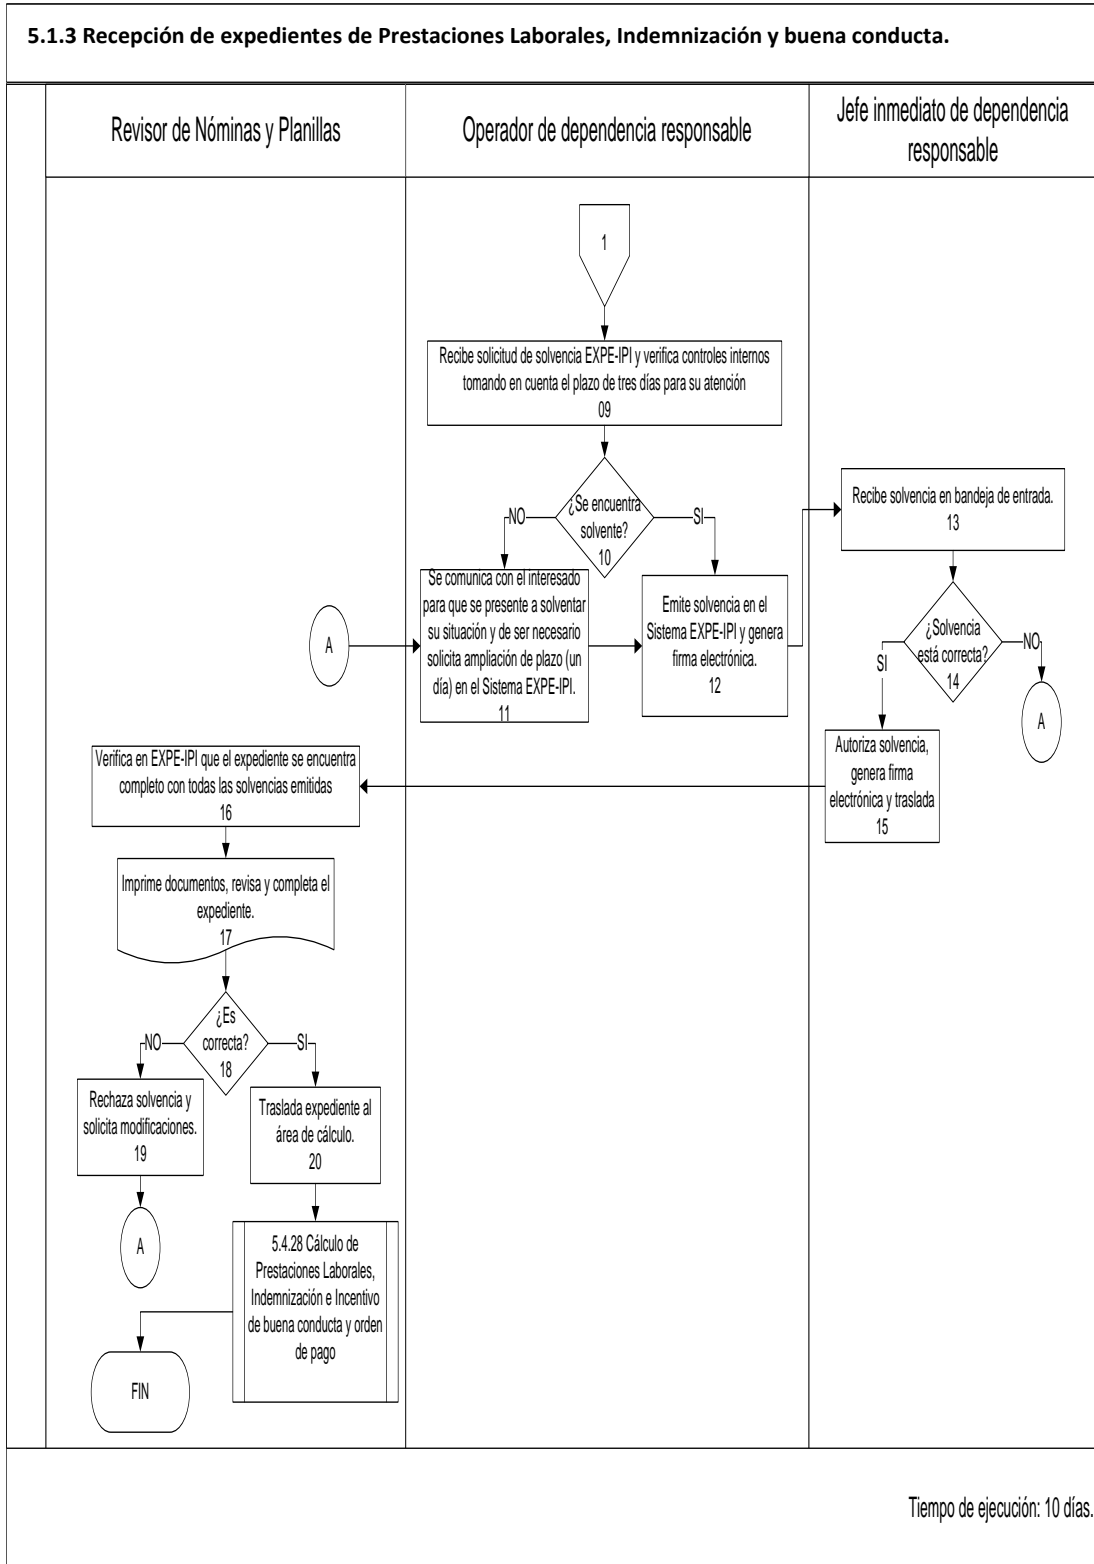 5.1.3 Recepción de expedientes de Prestaciones Laborales, Indemnización y buena conducta.
Revisor de Nóminas y Planillas
Operador de dependencia responsable
Jefe inmediato de dependencia
responsable
1
Recibe solicitud de solvencia EXPE-IPI y verifica controles internos
tomando en cuenta el plazo de tres días para su atención
09
¿Se encuentra
solvente?
10
NO
SI
Se comunica con el interesado
para que se presente a solventar
su situación y de ser necesario
solicita ampliación de plazo (un
día) en el Sistema EXPE-IPI.
11
A
Emite solvencia en el
Sistema EXPE-IPI y genera
firma electrónica.
12
Recibe solvencia en bandeja de entrada.
13
¿Solvencia
está correcta?
14
SI
NO
A
Autoriza solvencia,
genera firma
electrónica y traslada
15
Verifica en EXPE-IPI que el expediente se encuentra
completo con todas las solvencias emitidas
16
Imprime documentos, revisa y completa el
expediente.
17
¿Es
correcta?
18
NO
SI
Rechaza solvencia y
solicita modificaciones.
19
Traslada expediente al
área de cálculo.
20
A
5.4.28 Cálculo de
Prestaciones Laborales,
Indemnización e Incentivo
de buena conducta y orden
de pago
FIN
Tiempo de ejecución: 10 días.